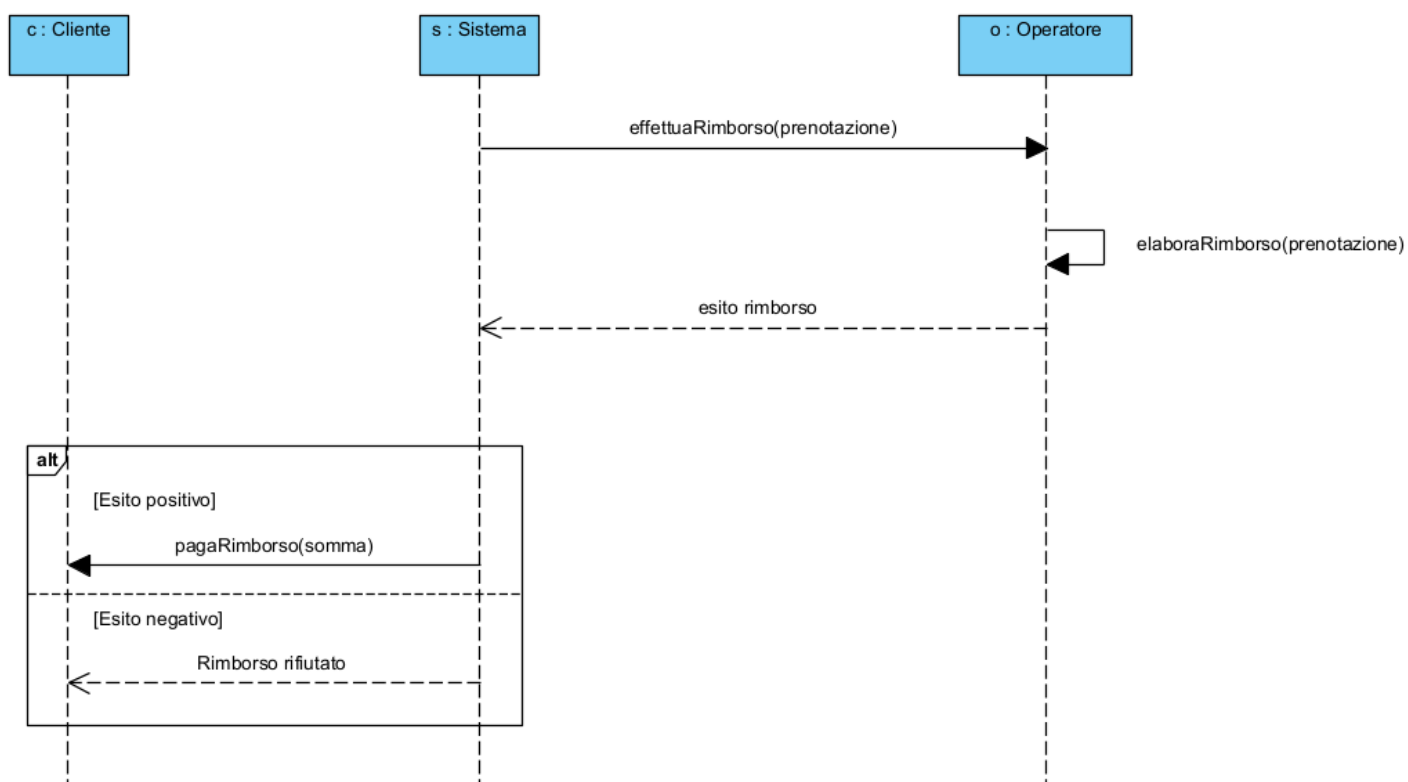 c : Cliente
s : Sistema
o : Operatore
effettuaRimborso(prenotazione)
elaboraRimborso(prenotazione)
esito rimborso
alt
[Esito positivo]
pagaRimborso(somma)
[Esito negativo]
Rimborso rifiutato